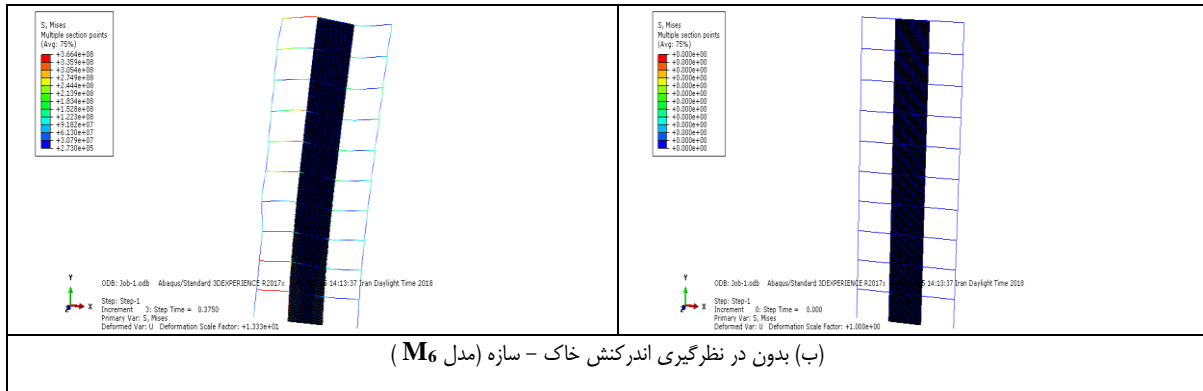 S, Mises
Multiple section points
(Avg: 75%)
+3.664e+08
+3.359e+08
+3.054e+08
+2.749e+08
+2.444e+08
+2.139e+08
+1.834e+08
+1.528e+08
+1.223e+08
+9.182e+07
+6.130e+07
+3.079e+07
+2.730e+05
Y
X
ODB: Job-1.odb Abaqus/Standard 3DEXPERIENCE R2017x 5 14:13:37 Iran Daylight Time 2018
Step: Step-1
Increment 3: Step Time = 0.3750
Primary Var: S, Mises
Deformed Var: U Deformation Scale Factor: +1.333e+01
S, Mises
Multiple section points
(Avg: 75%)
+0.000e+00
+0.000e+00
+0.000e+00
+0.000e+00
+0.000e+00
+0.000e+00
+0.000e+00
+0.000e+00
+0.000e+00
+0.000e+00
+0.000e+00
+0.000e+00
+0.000e+00
Y
X
ODB: Job-1.odb Abaqus/Standard 3DEXPERIENCE R2017x 5 14:13:37 Iran Daylight Time 2018
Step: Step-1
Increment 0: Step Time = 0.000
Primary Var: S, Mises
Deformed Var: U Deformation Scale Factor: +1.000e+00
(ب) بدون در نظرگیری اندرکنش خاک – سازه (مدل M6 )